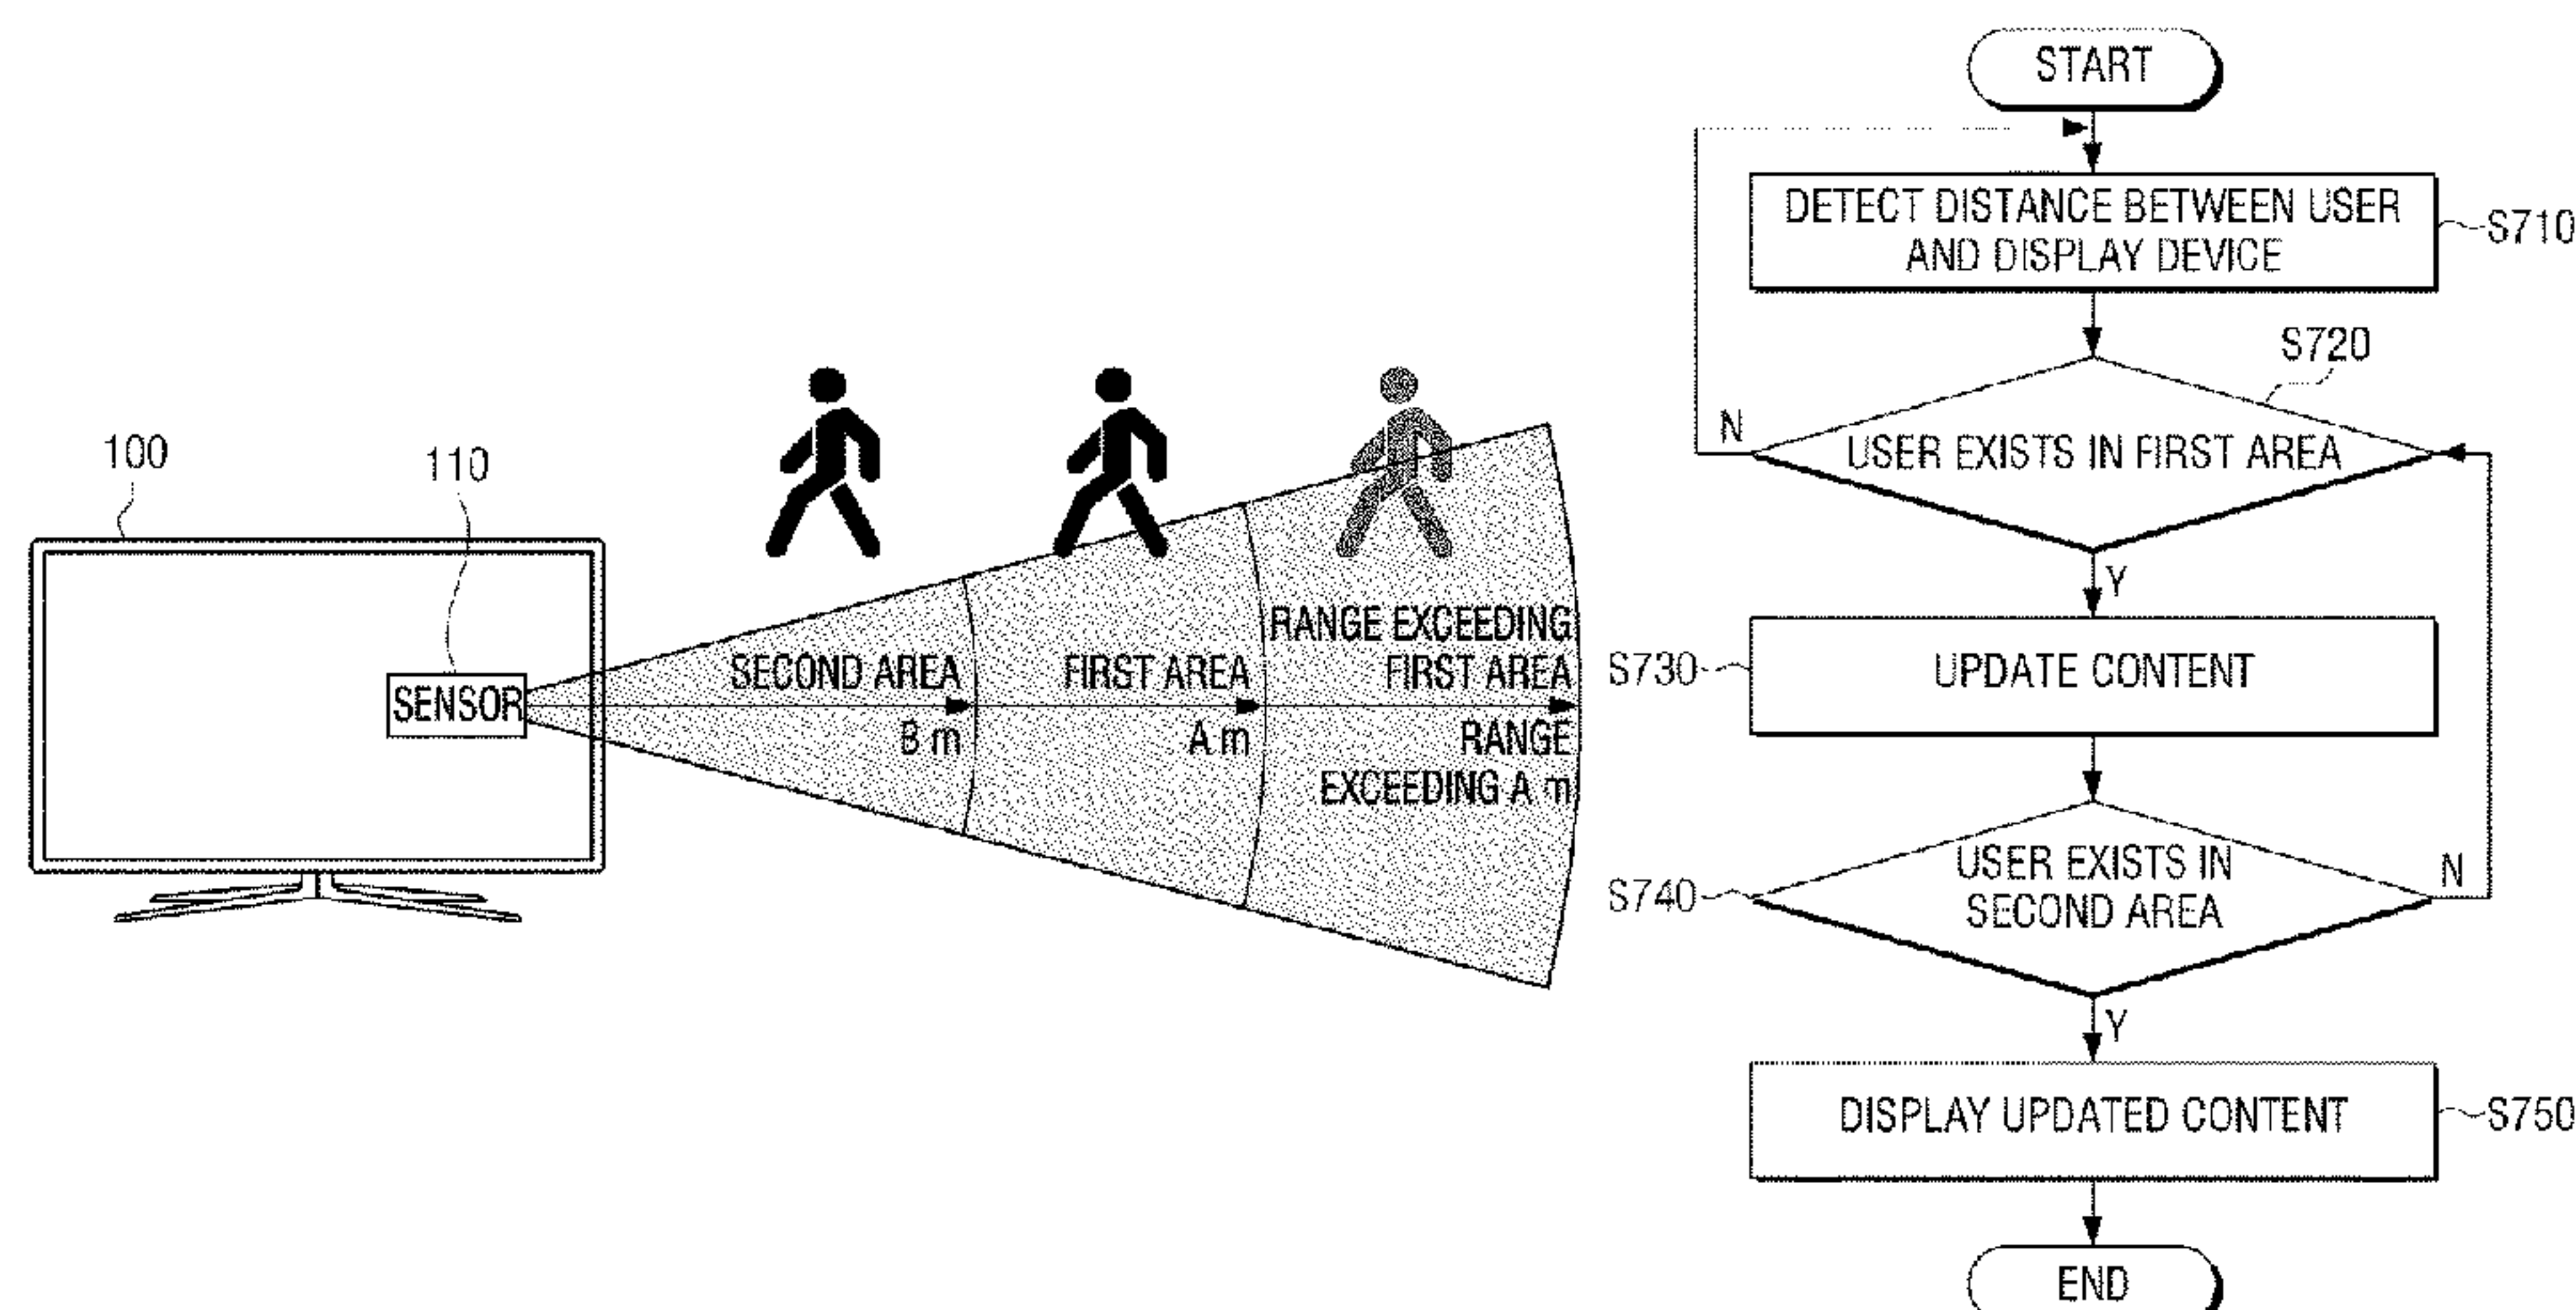 100
110
SENSOR
SECOND AREA
B m
FIRST AREA
A m
RANGE EXCEEDING
FIRST AREA
RANGE
EXCEEDING A m
START
DETECT DISTANCE BETWEEN USER
AND DISPLAY DEVICE
S710
S720
N
USER EXISTS IN FIRST AREA
Y
S730
UPDATE CONTENT
S740
USER EXISTS IN
SECOND AREA
N
Y
DISPLAY UPDATED CONTENT
S750
END